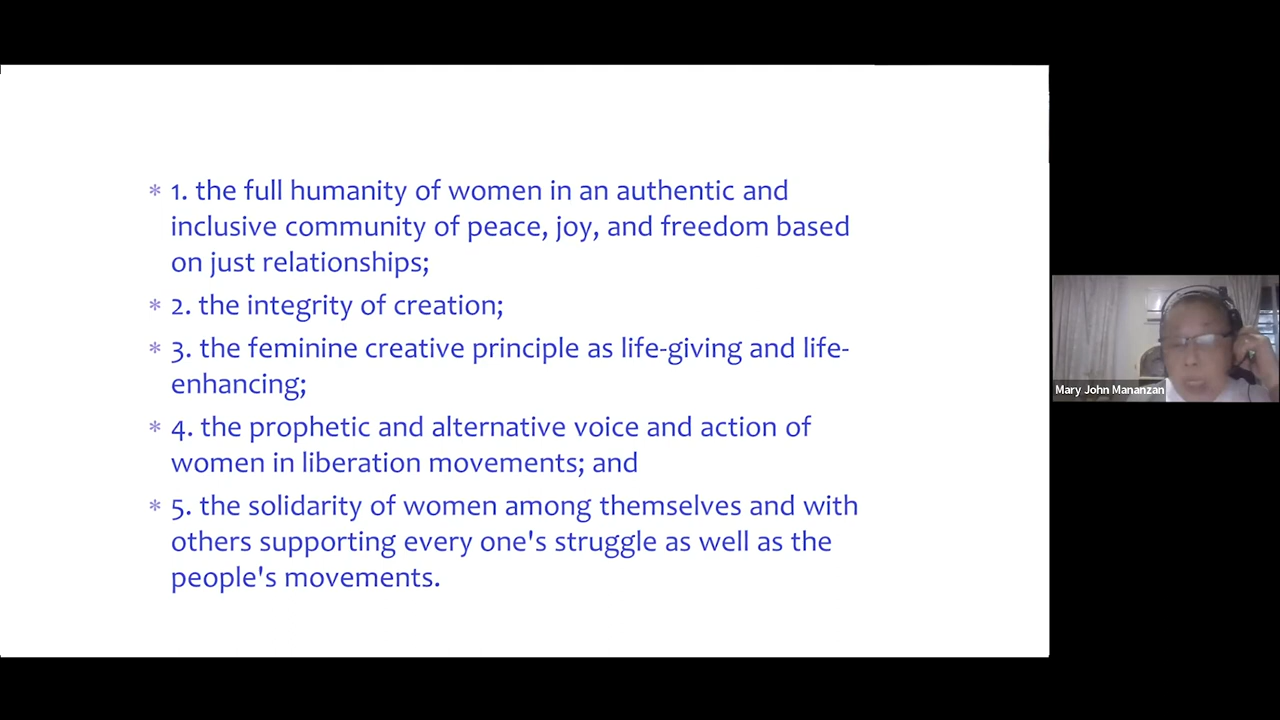 * 1. the full humanity of women in an authentic and
inclusive community of peace, joy, and freedom based
on just relationships;
* 2. the integrity of creation;
* 3. the feminine creative principle as life-giving and life-
enhancing;
* 4. the prophetic and alternative voice and action of
women in liberation movements; and
* 5. the solidarity of women among themselves and with
others supporting every one's struggle as well as the
people's movements.
Mary John Mananzan